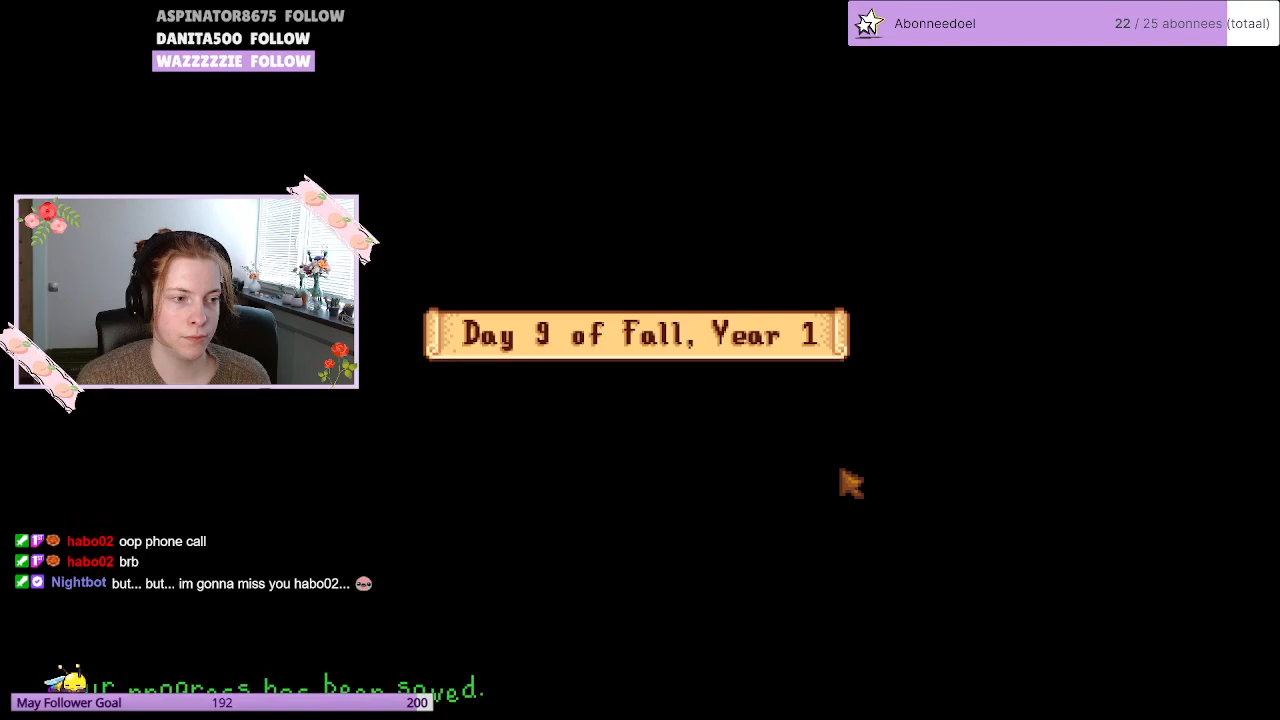 ASPINATOR8675 FOLLOW
DANITA500 FOLLOW
WAZZZZZIE FOLLOW
Abonneedoel 22 / 25 abonnees (totaal)
Day 9 of Fall, Year 1
habo02 oop phone call
habo02 brb
Nightbot but... but... im gonna miss you habo02...
progress has been saved.
May Follower Goal 192 200